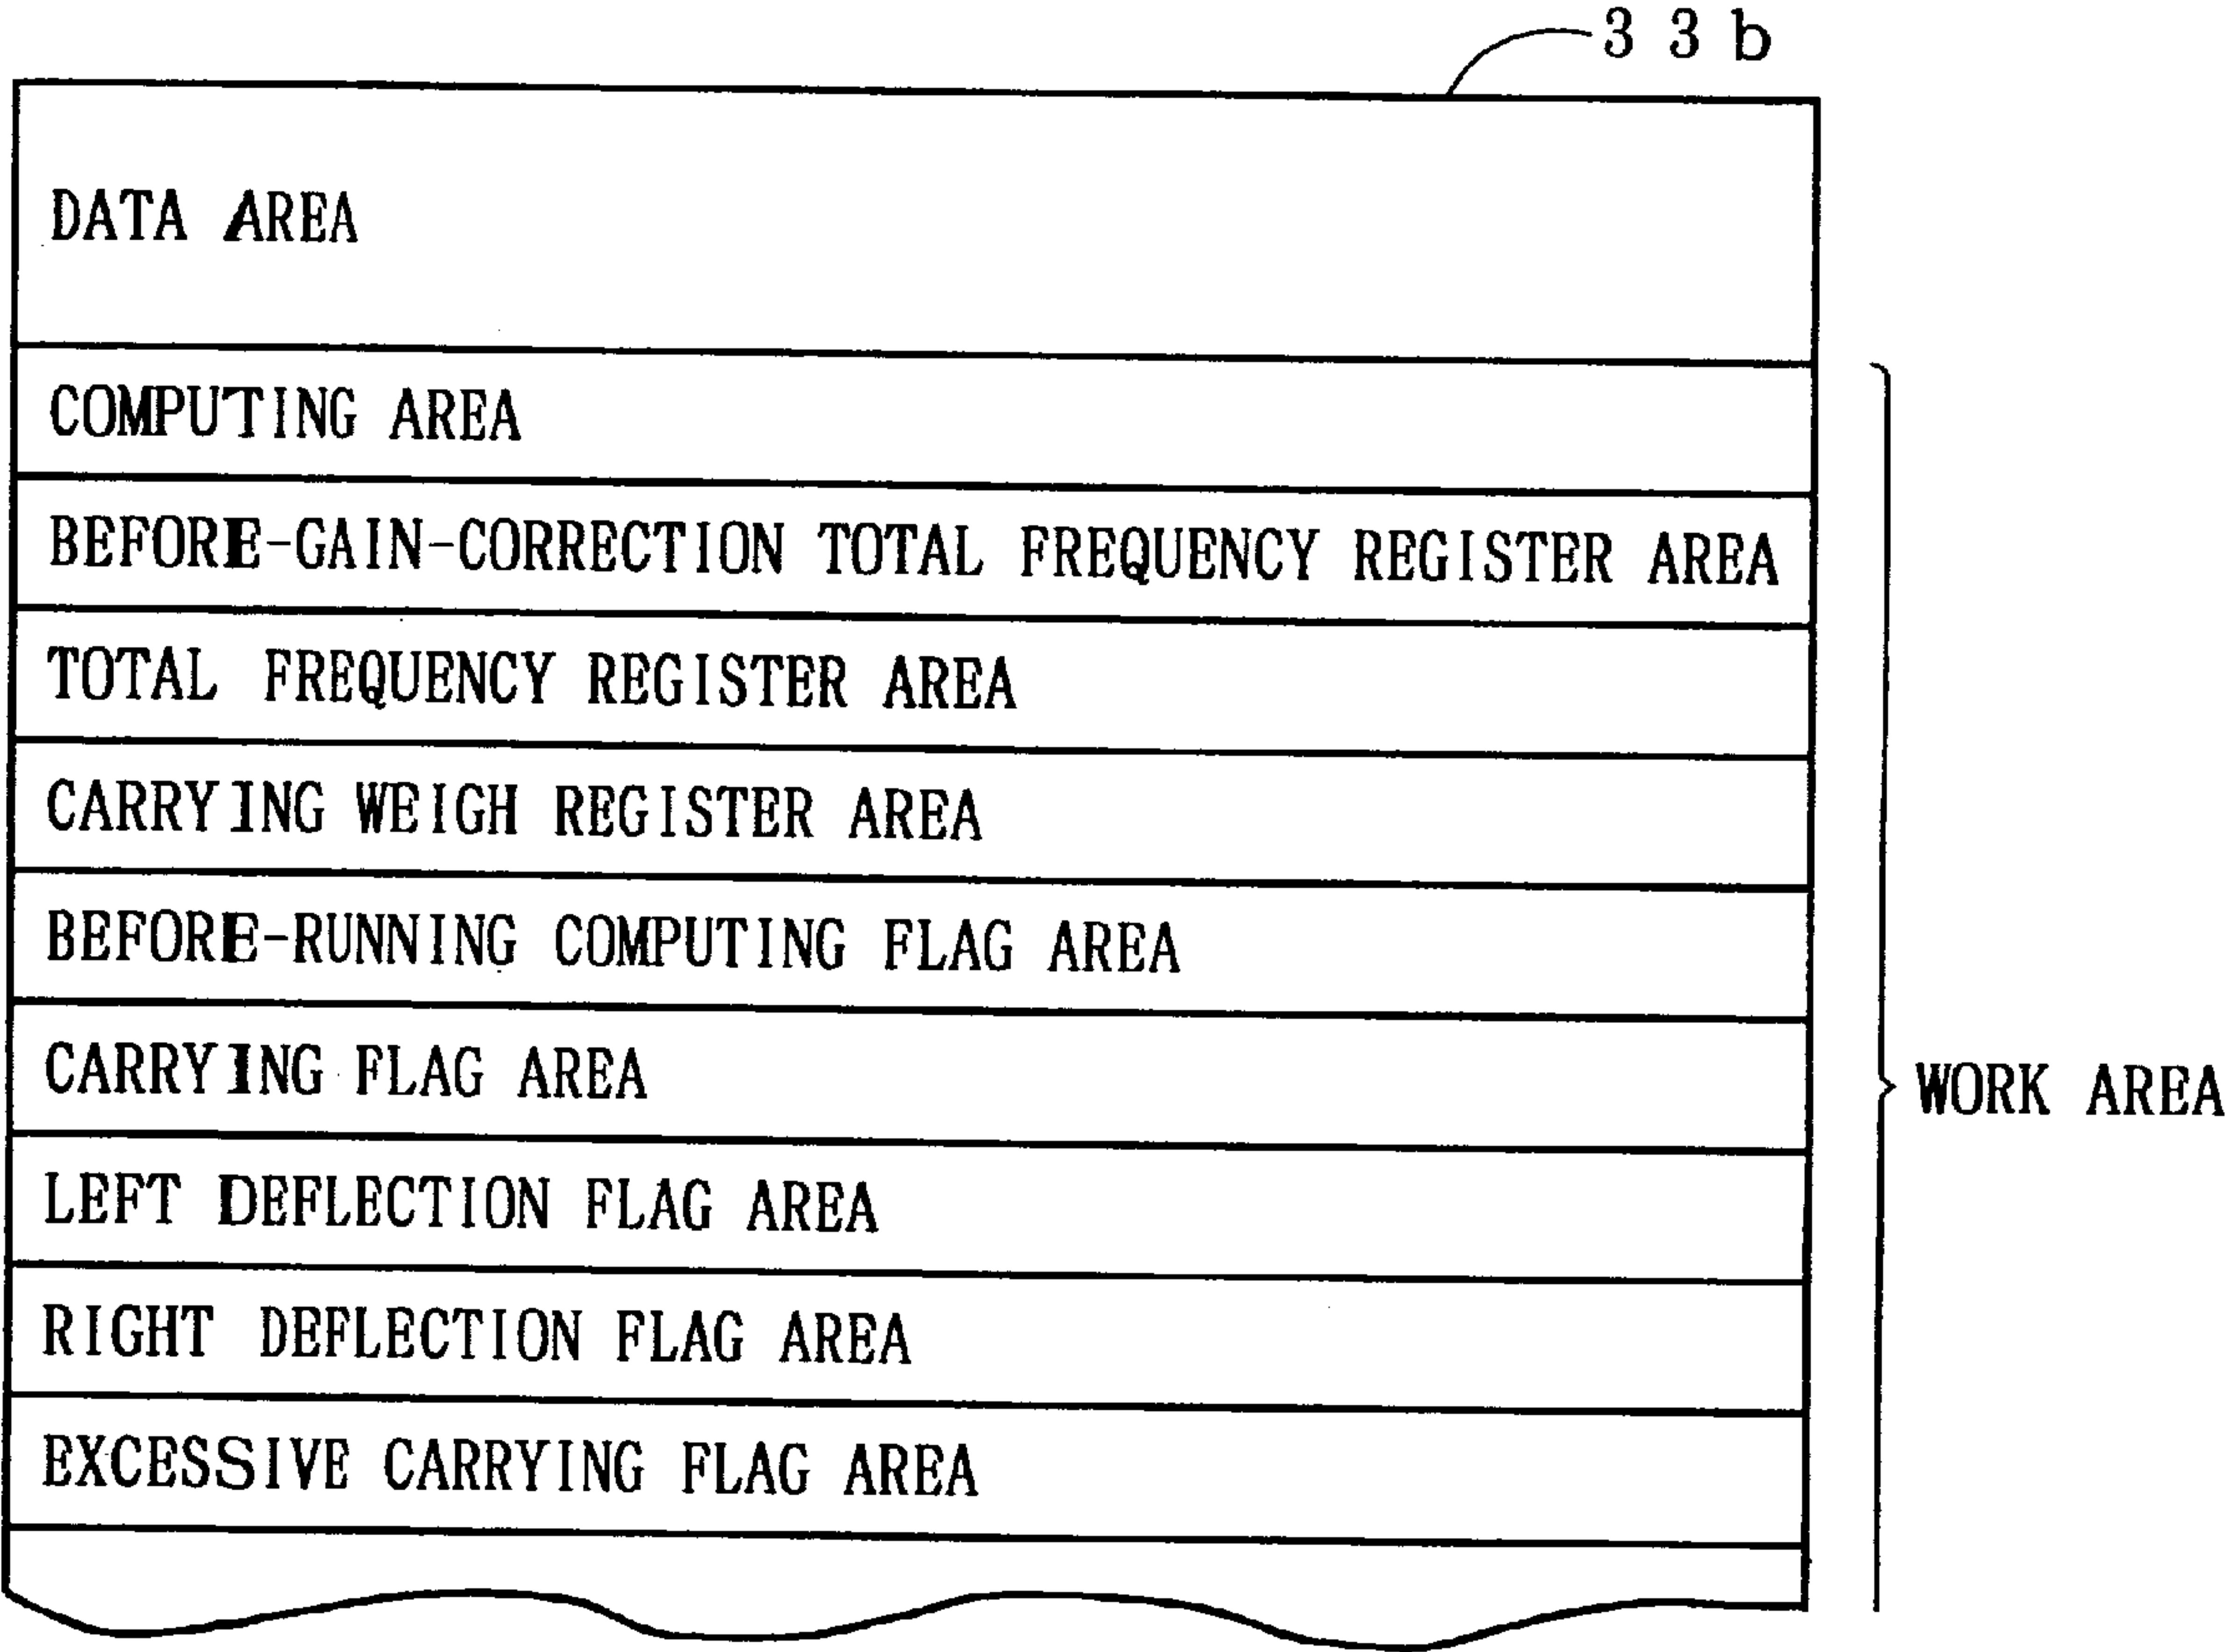 33b
DATA AREA
COMPUTING AREA
BEFORE-GAIN-CORRECTION TOTAL FREQUENCY REGISTER AREA
TOTAL FREQUENCY REGISTER AREA
CARRYING WEIGH REGISTER AREA
BEFORE-RUNNING COMPUTING FLAG AREA
CARRYING FLAG AREA
WORK AREA
LEFT DEFLECTION FLAG AREA
RIGHT DEFLECTION FLAG AREA
EXCESSIVE CARRYING FLAG AREA